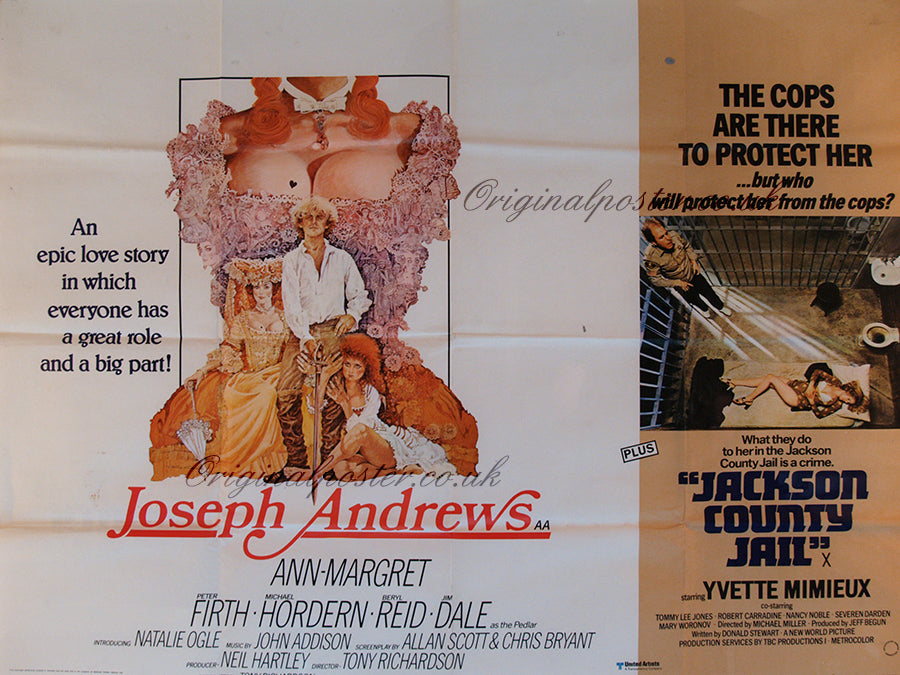 An
epic love story
in which
everyone has
a great role
and a big part!
Originalposter.co.uk
Joseph Andrews AA
ANN-MARGRET
PETER FIRTH · MICHAEL HORDERN · BERYL REID · JIM DALE as the Pedlar
INTRODUCING NATALIE OGLE MUSIC BY JOHN ADDISON SCREENPLAY BY ALLAN SCOTT & CHRIS BRYANT
PRODUCER NEIL HARTLEY DIRECTOR TONY RICHARDSON
United Artists
THE COPS
ARE THERE
TO PROTECT HER
...but who
will protect her from the cops?
Originalposter.co.uk
PLUS
What they do
to her in the Jackson
County Jail is a crime.
"JACKSON
COUNTY
JAIL" X
starring YVETTE MIMIEUX
co-starring
TOMMY LEE JONES · ROBERT CARRADINE · NANCY NOBLE · SEVEREN DARDEN
MARY WORONOV · Directed by MICHAEL MILLER · Produced by JEFF BEGUN
Written by DONALD STEWART · A NEW WORLD PICTURE
PRODUCTION SERVICES BY TBC PRODUCTIONS I · METROCOLOR